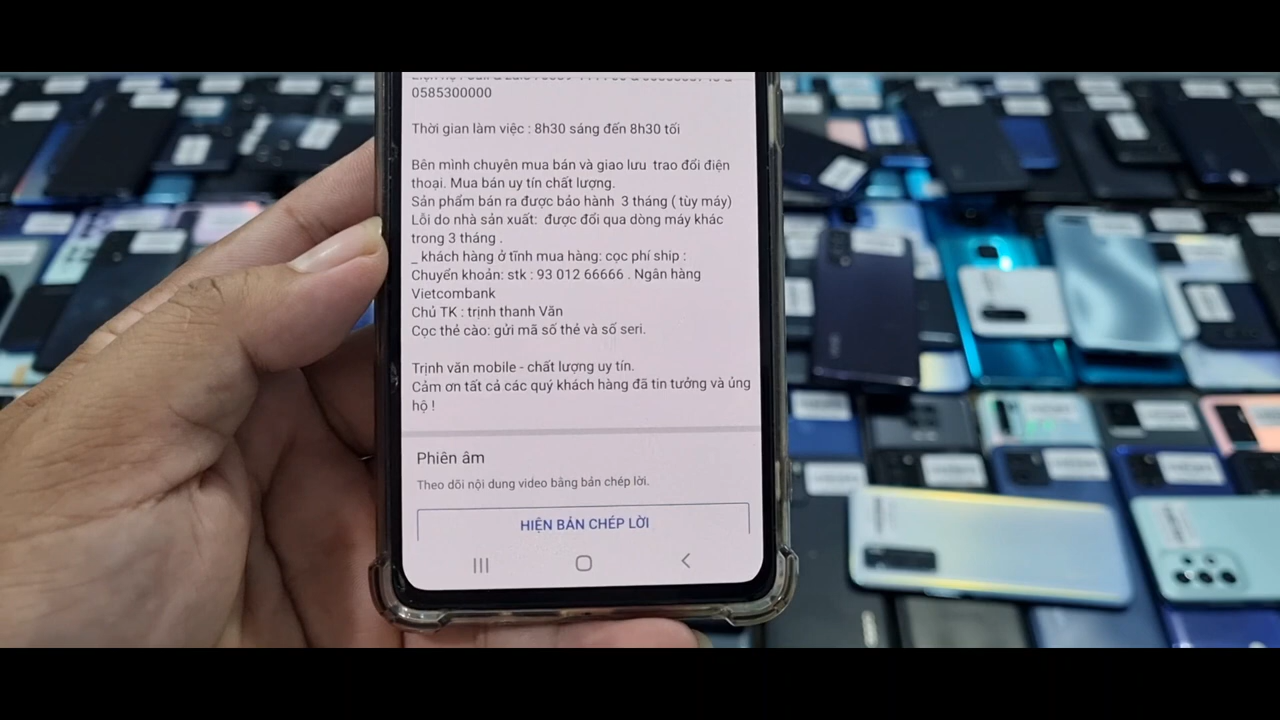 0585300000
Thời gian làm việc : 8h30 sáng đến 8h30 tối
Bên mình chuyên mua bán và giao lưu trao đổi điện
thoại. Mua bán uy tín chất lượng.
Sản phẩm bán ra được bảo hành 3 tháng ( tùy máy)
Lỗi do nhà sản xuất: được đổi qua dòng máy khác
trong 3 tháng .
_ khách hàng ở tĩnh mua hàng: cọc phí ship :
Chuyển khoản: stk : 93 012 66666 . Ngân hàng
Vietcombank
Chủ TK : trịnh thanh Văn
Cọc thẻ cào: gửi mã số thẻ và số seri.
Trịnh văn mobile - chất lượng uy tín.
Cảm ơn tất cả các quý khách hàng đã tin tưởng và ủng
hộ !
Phiên âm
Theo dõi nội dung video bằng bản chép lời.
HIỆN BẢN CHÉP LỜI